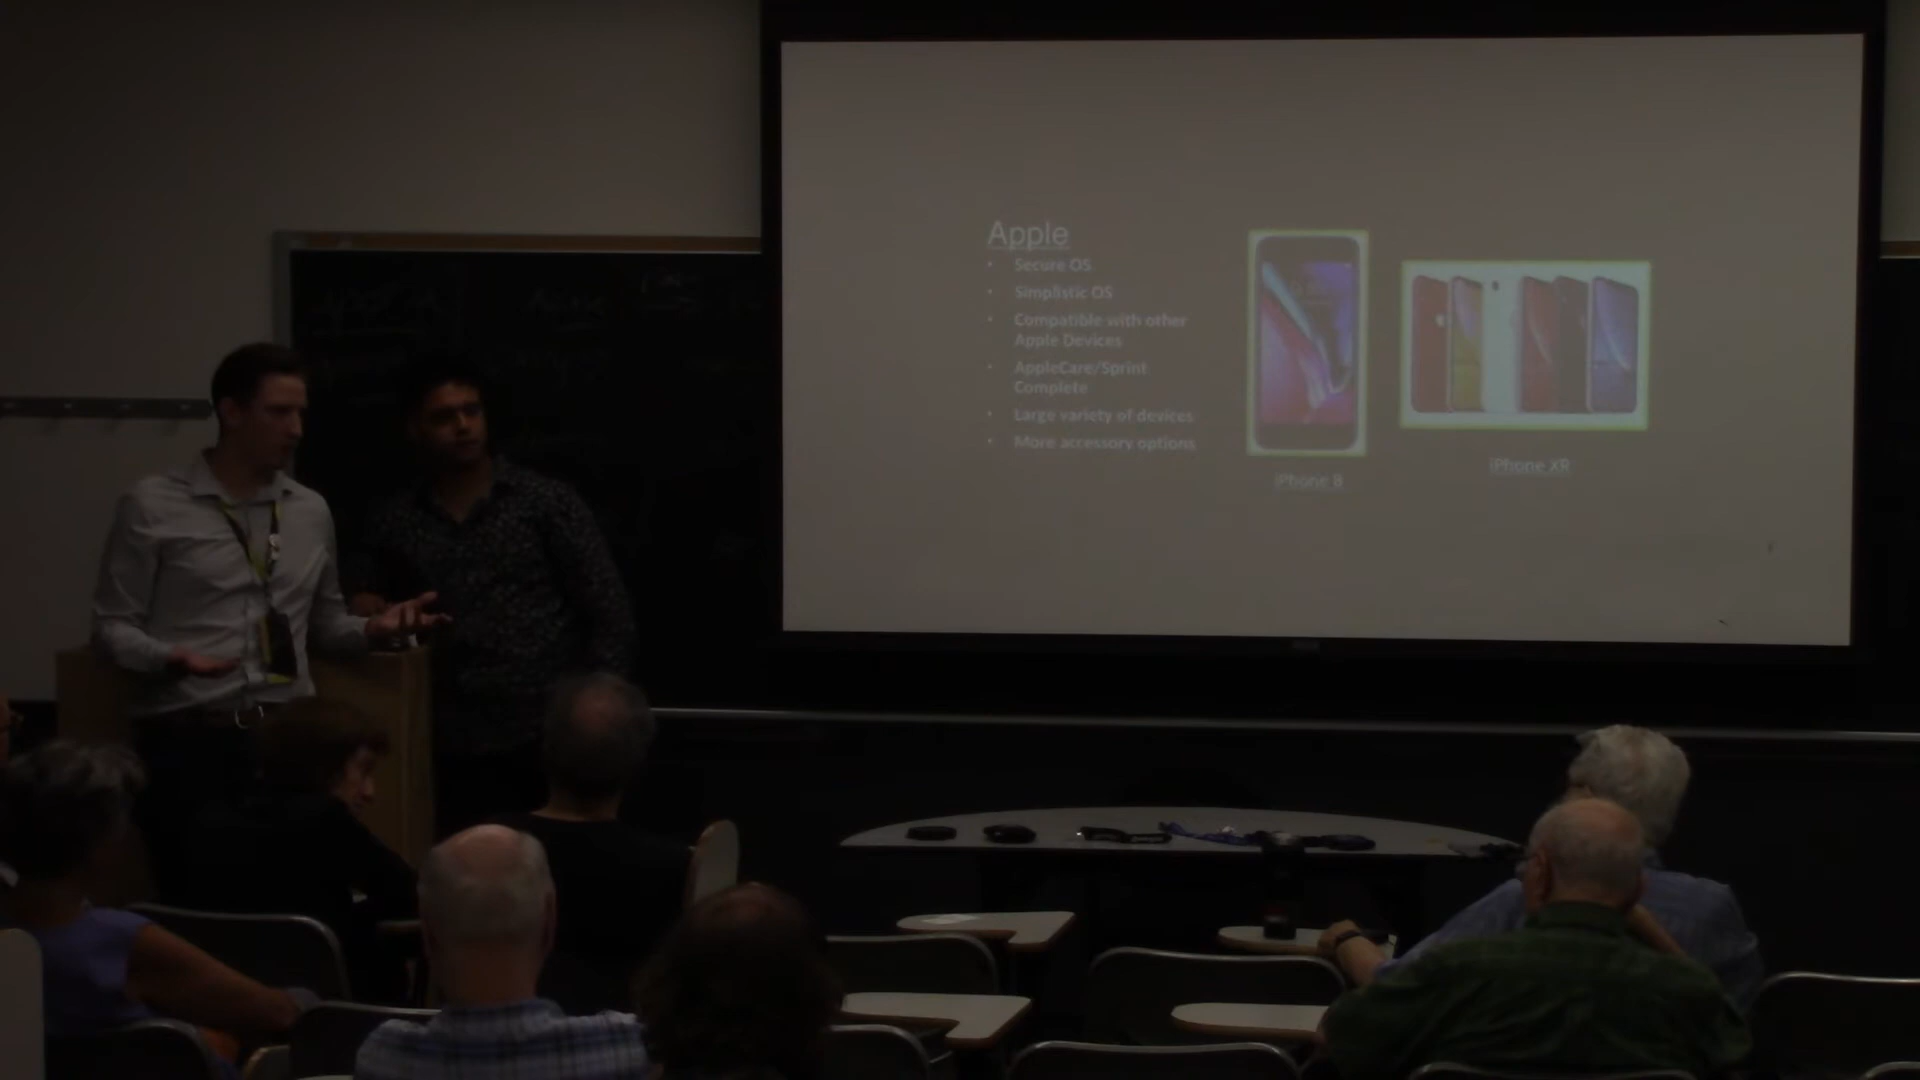 Apple
• Secure OS
• Simplistic OS
• Compatible with other
Apple Devices
• AppleCare/Sprint
Complete
• Large variety of devices
• More accessory options
iPhone 8
iPhone XR